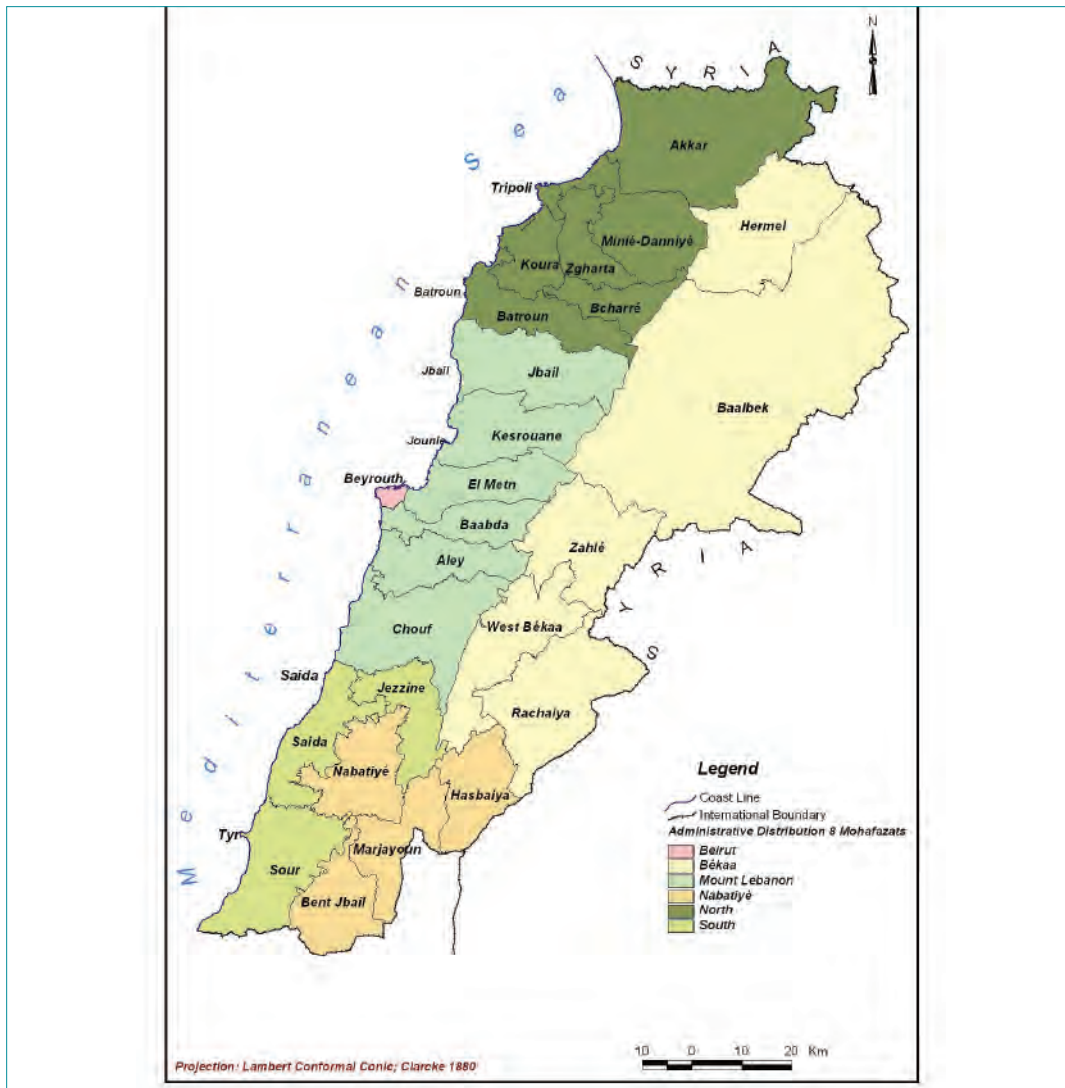 N
SYRIA
Mediterranean Sea
Akkar
Tripoli
Hermel
Minié-Danniyé
Koura
Zgharta
Batroun
Bcharré
Batroun
Jbail
Jbail
Baalbek
Jounie
Kesrouane
Beyrouth
El Metn
Baabda
Zahlé
SYRIA
Aley
Chouf
West Békaa
Saida
Jezzine
Rachaiya
Saida
Nabatiyé
Hasbaiya
Tyr
Marjayoun
Sour
Bent Jbail
Legend
Coast Line
International Boundary
Administrative Distribution 8 Mohafazats
Beirut
Békaa
Mount Lebanon
Nabatiyé
North
South
10 0 10 20 Km
Projection: Lambert Conformal Conic; Clarcke 1880